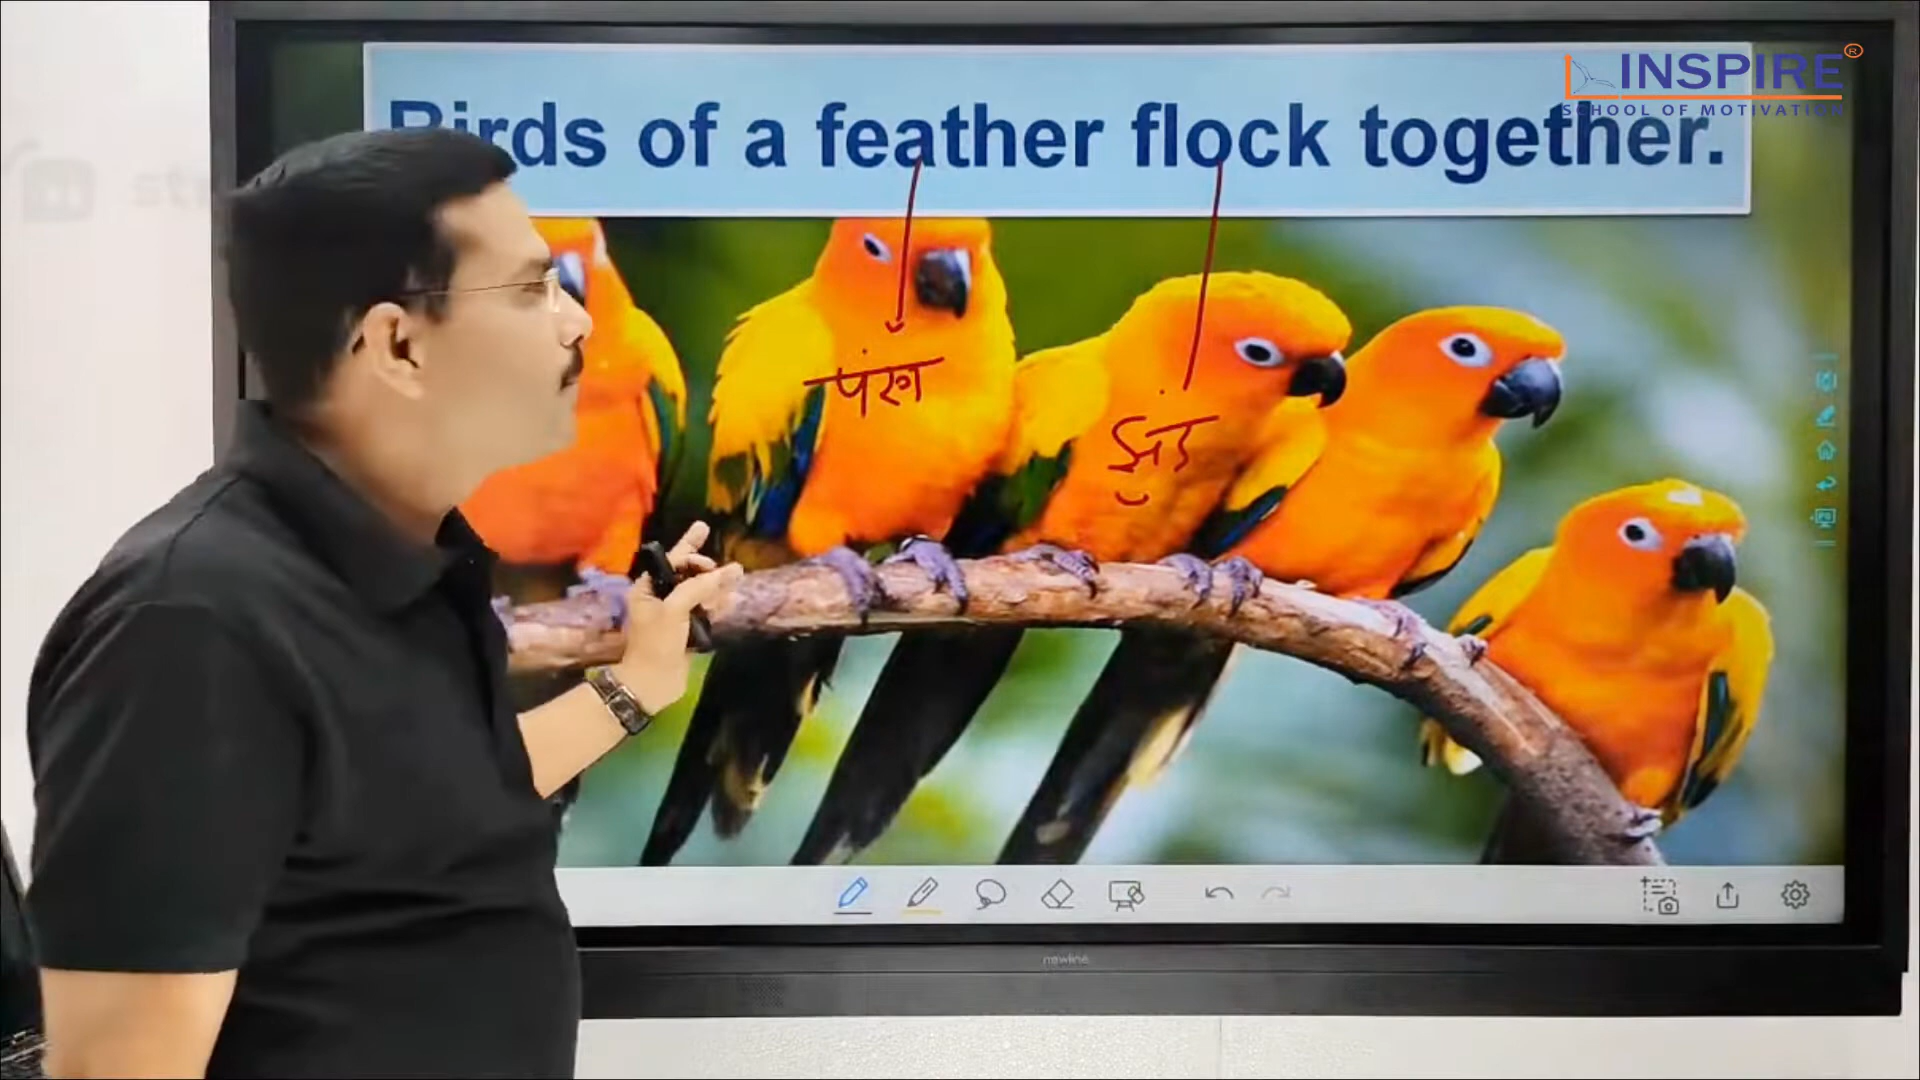 INSPIRE®
SCHOOL OF MOTIVATION
Birds of a feather flock together.
पंख
झुंड
newline